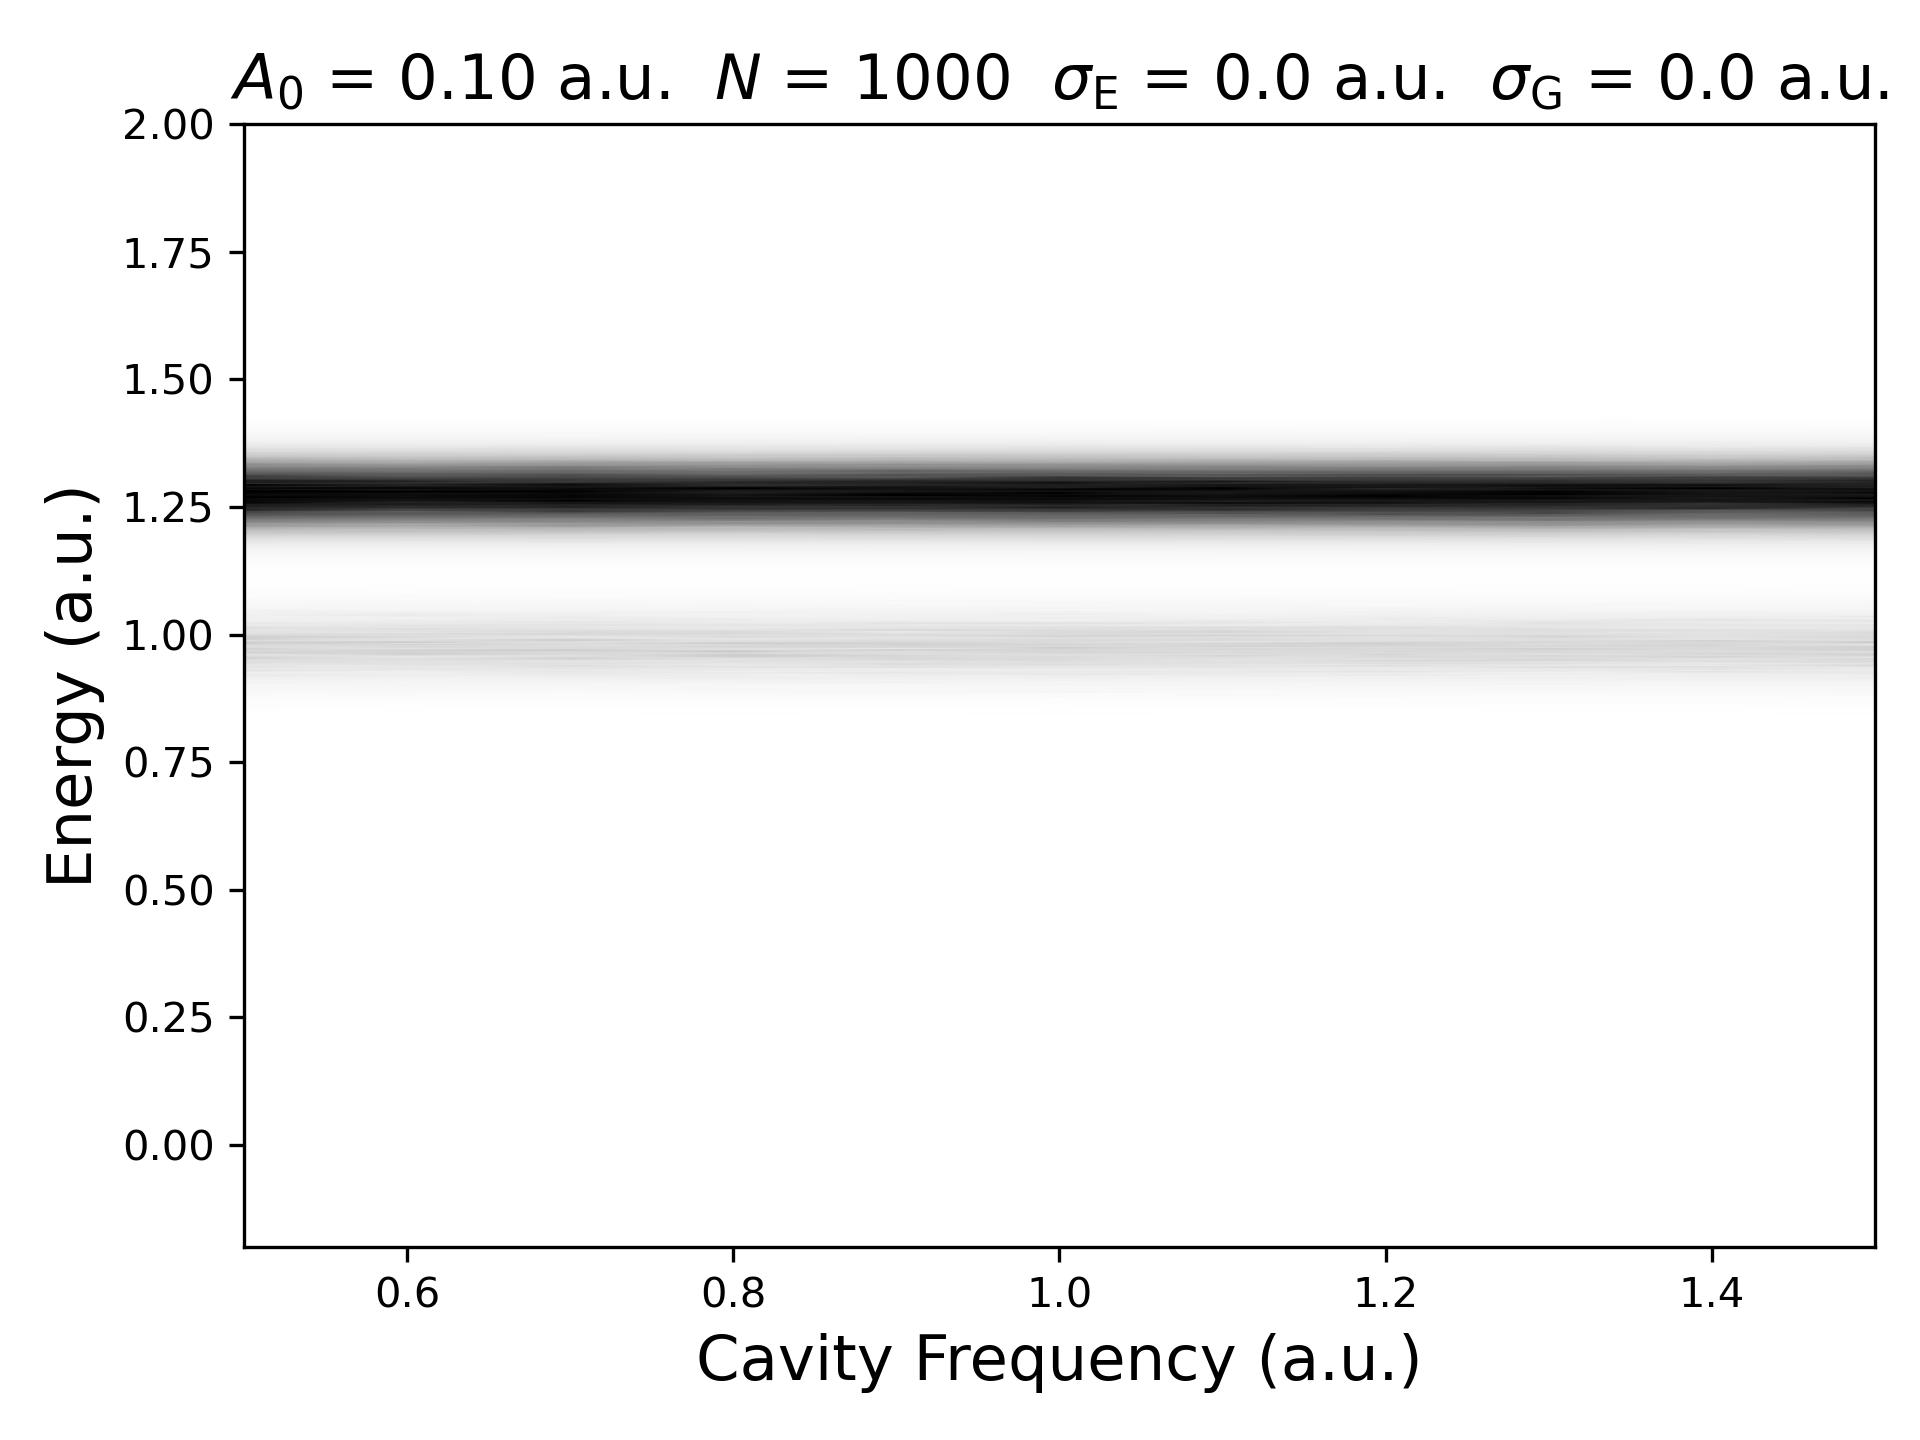 A₀ = 0.10 a.u. N = 1000 σE = 0.0 a.u. σG = 0.0 a.u.
2.00
1.75
1.50
1.25
1.00
0.75
0.50
0.25
0.00
Energy (a.u.)
0.6 0.8 1.0 1.2 1.4
Cavity Frequency (a.u.)